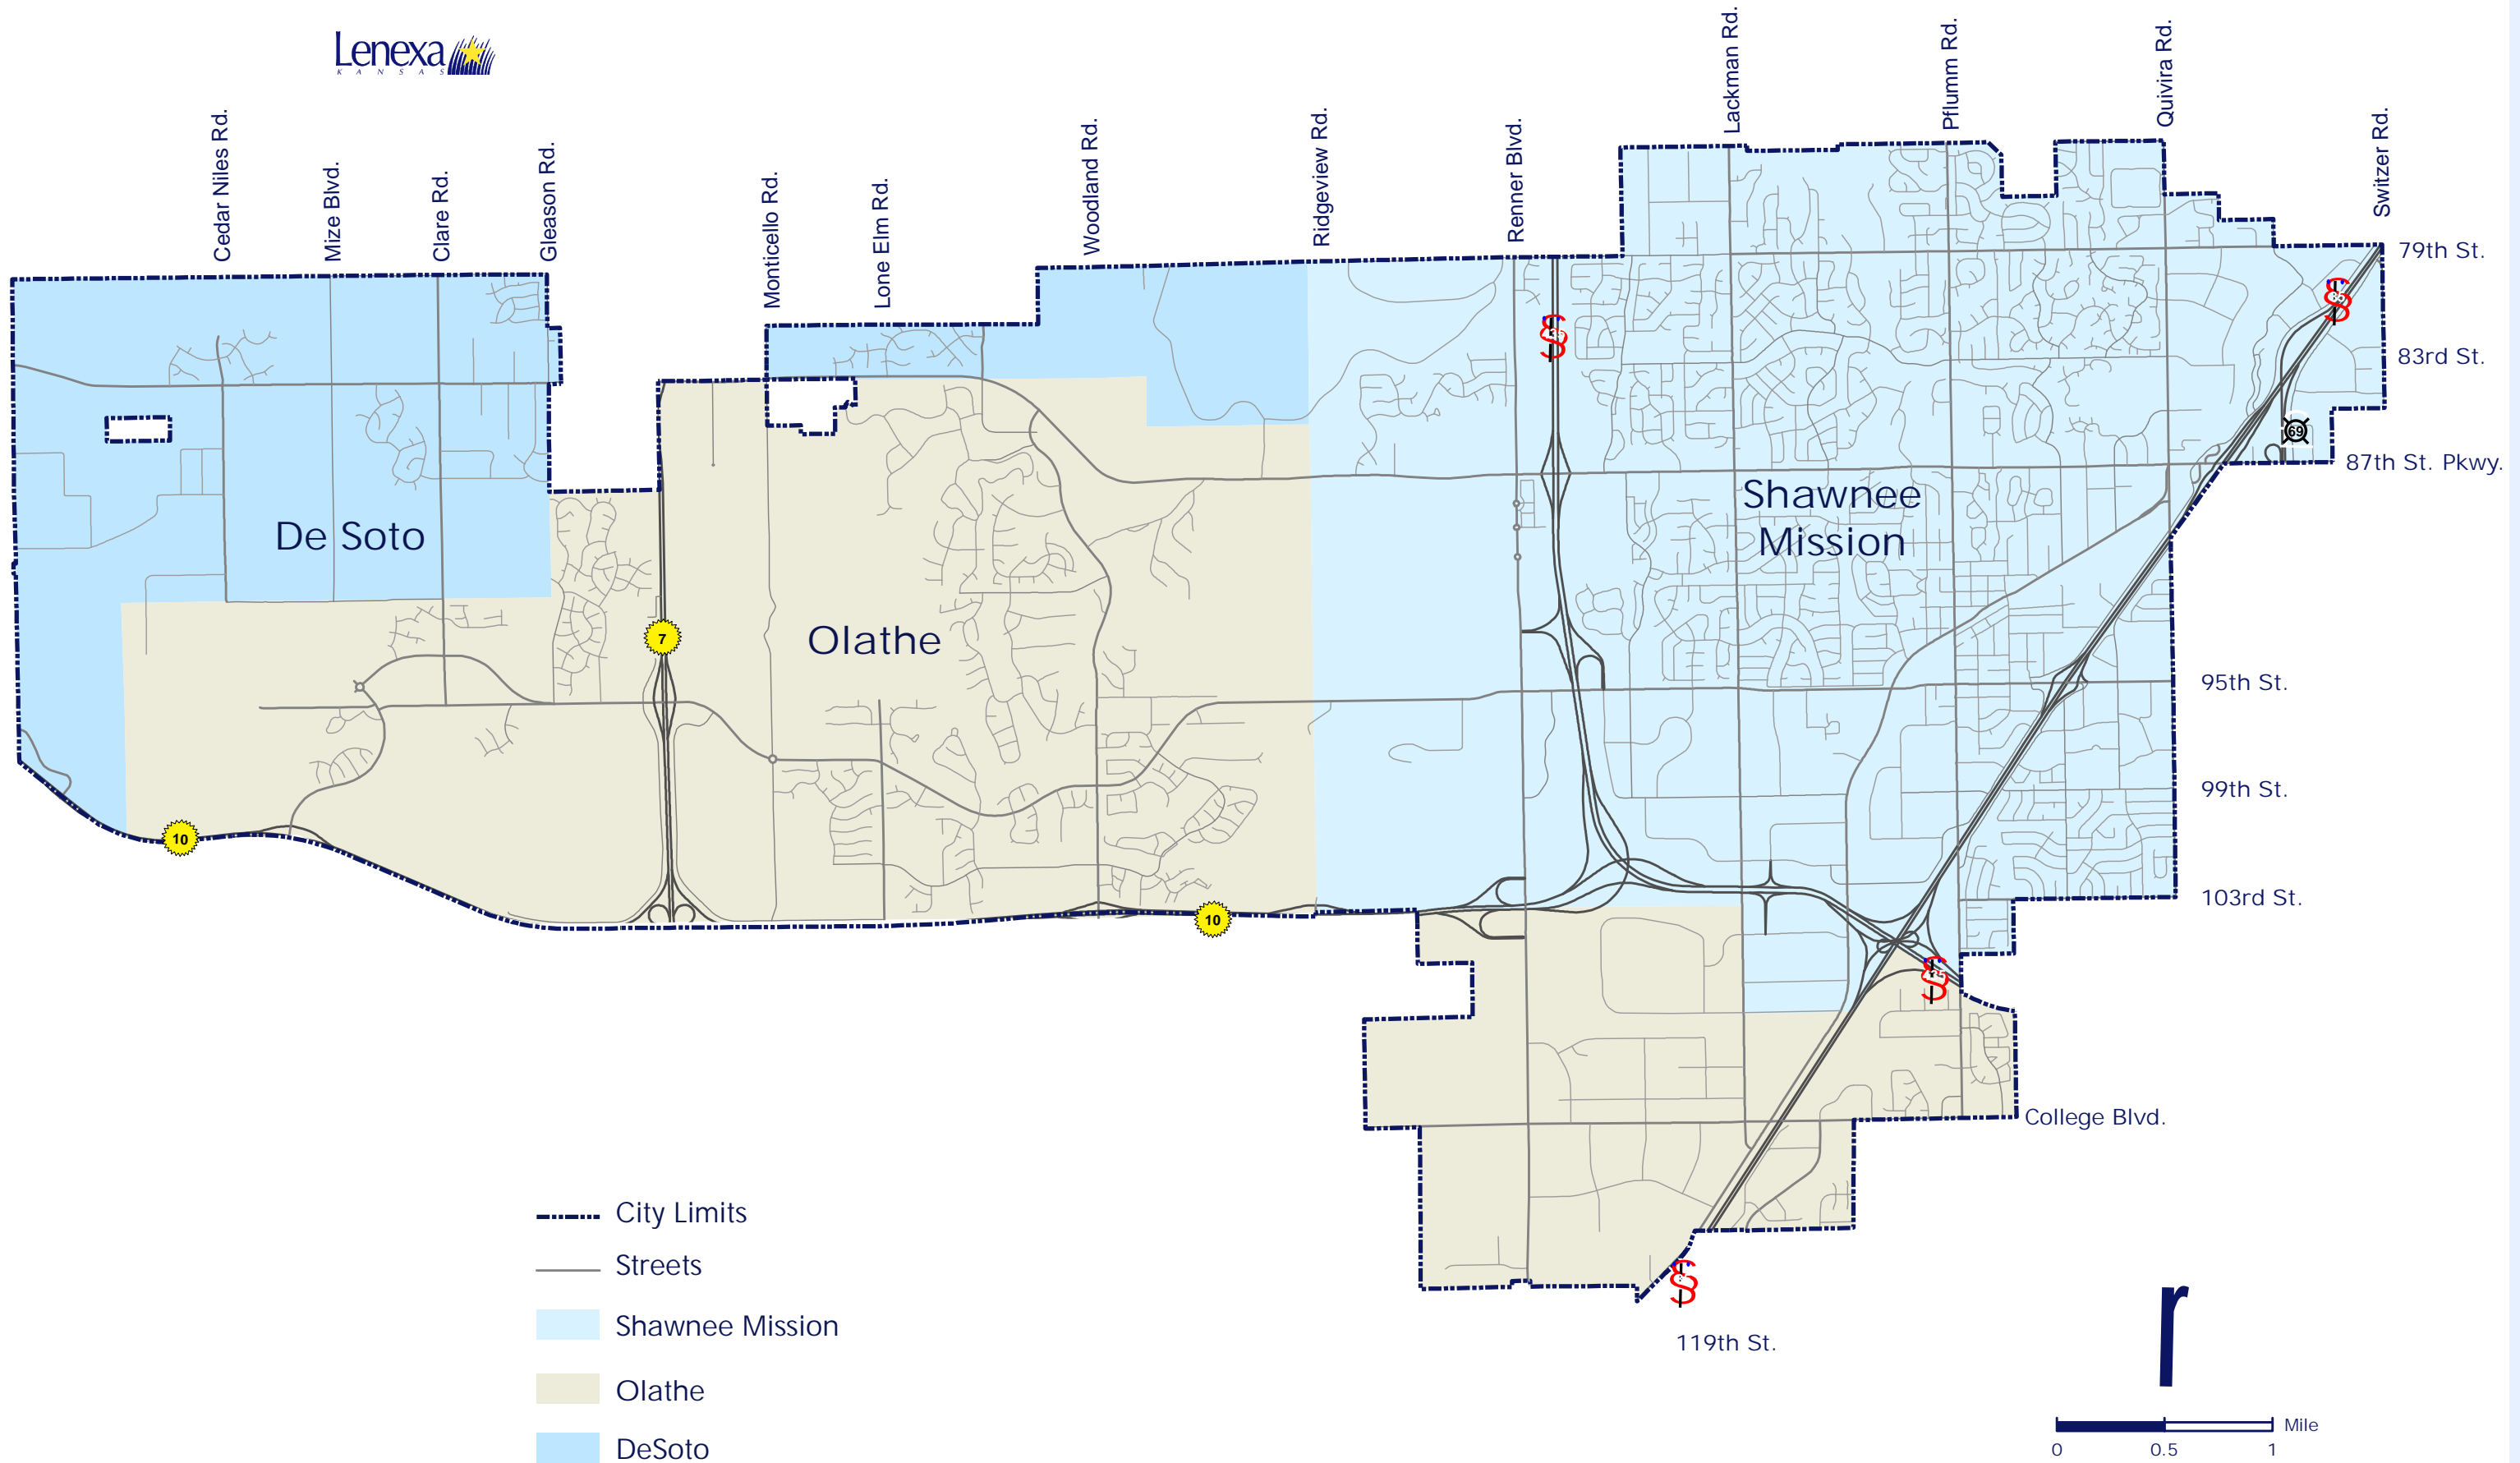 Lenexa
KANSAS
Cedar Niles Rd.
Mize Blvd.
Clare Rd.
Gleason Rd.
Monticello Rd.
Lone Elm Rd.
Woodland Rd.
Ridgeview Rd.
Renner Blvd.
Lackman Rd.
Pflumm Rd.
Quivira Rd.
Switzer Rd.
79th St.
83rd St.
69
87th St. Pkwy.
Shawnee
Mission
De Soto
Olathe
7
95th St.
99th St.
10
103rd St.
10
College Blvd.
119th St.
City Limits
Streets
Shawnee Mission
Olathe
DeSoto
r
Mile
0 0.5 1